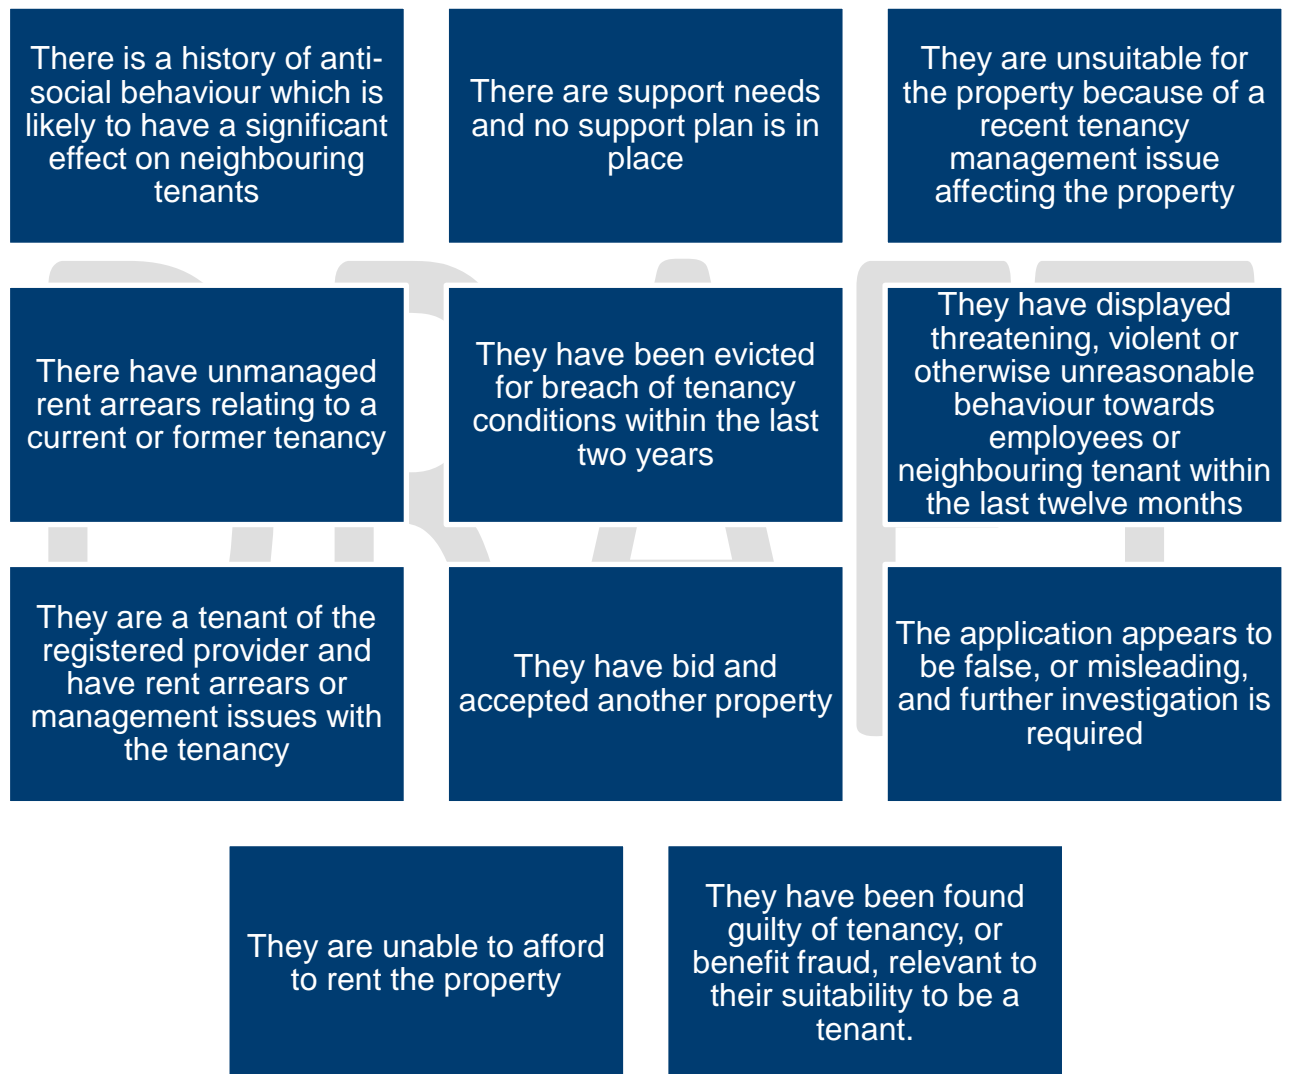 There is a history of anti-
social behaviour which is
likely to have a significant
effect on neighbouring
tenants
There are support needs
and no support plan is in
place
They are unsuitable for
the property because of a
recent tenancy
management issue
affecting the property
There have unmanaged
rent arrears relating to a
current or former tenancy
They have been evicted
for breach of tenancy
conditions within the last
two years
They have displayed
threatening, violent or
otherwise unreasonable
behaviour towards
employees or
neighbouring tenant within
the last twelve months
They are a tenant of the
registered provider and
have rent arrears or
management issues with
the tenancy
They have bid and
accepted another property
The application appears to
be false, or misleading,
and further investigation is
required
They are unable to afford
to rent the property
They have been found
guilty of tenancy, or
benefit fraud, relevant to
their suitability to be a
tenant.
DRAFT